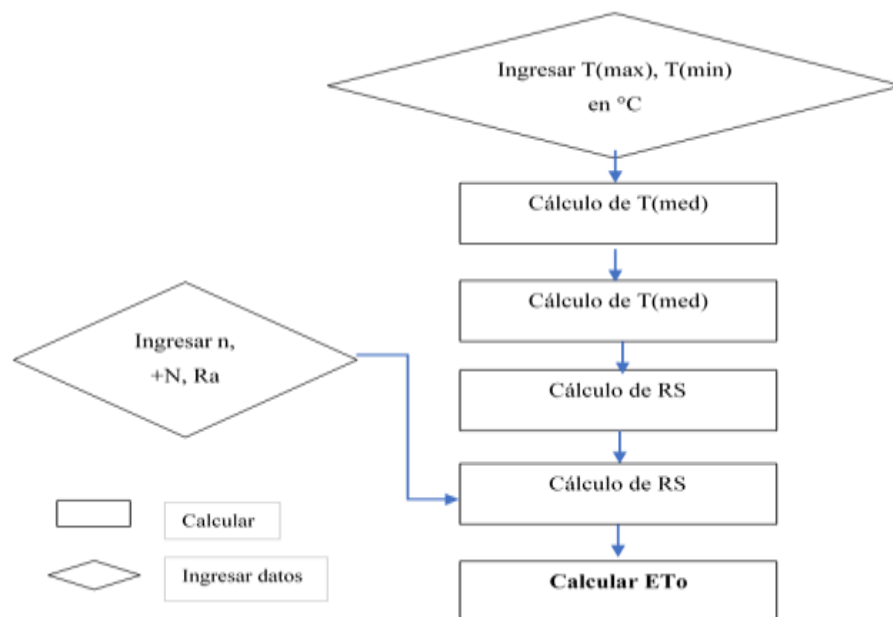 Ingresar T(max), T(min)
en °C
Cálculo de T(med)
Cálculo de T(med)
Ingresar n,
+N, Ra
Cálculo de RS
Cálculo de RS
Calcular
Ingresar datos
Calcular ETo